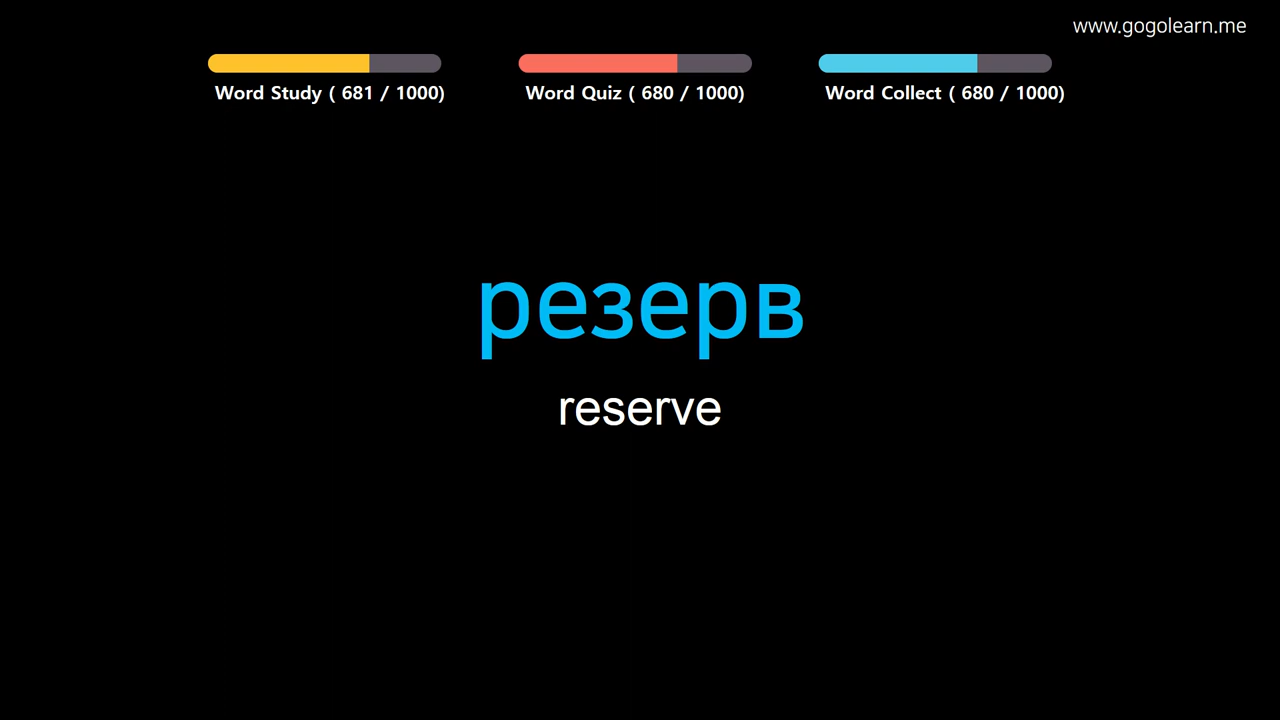 www.gogolearn.me
Word Study ( 681 / 1000)
Word Quiz ( 680 / 1000)
Word Collect ( 680 / 1000)
резерв
reserve